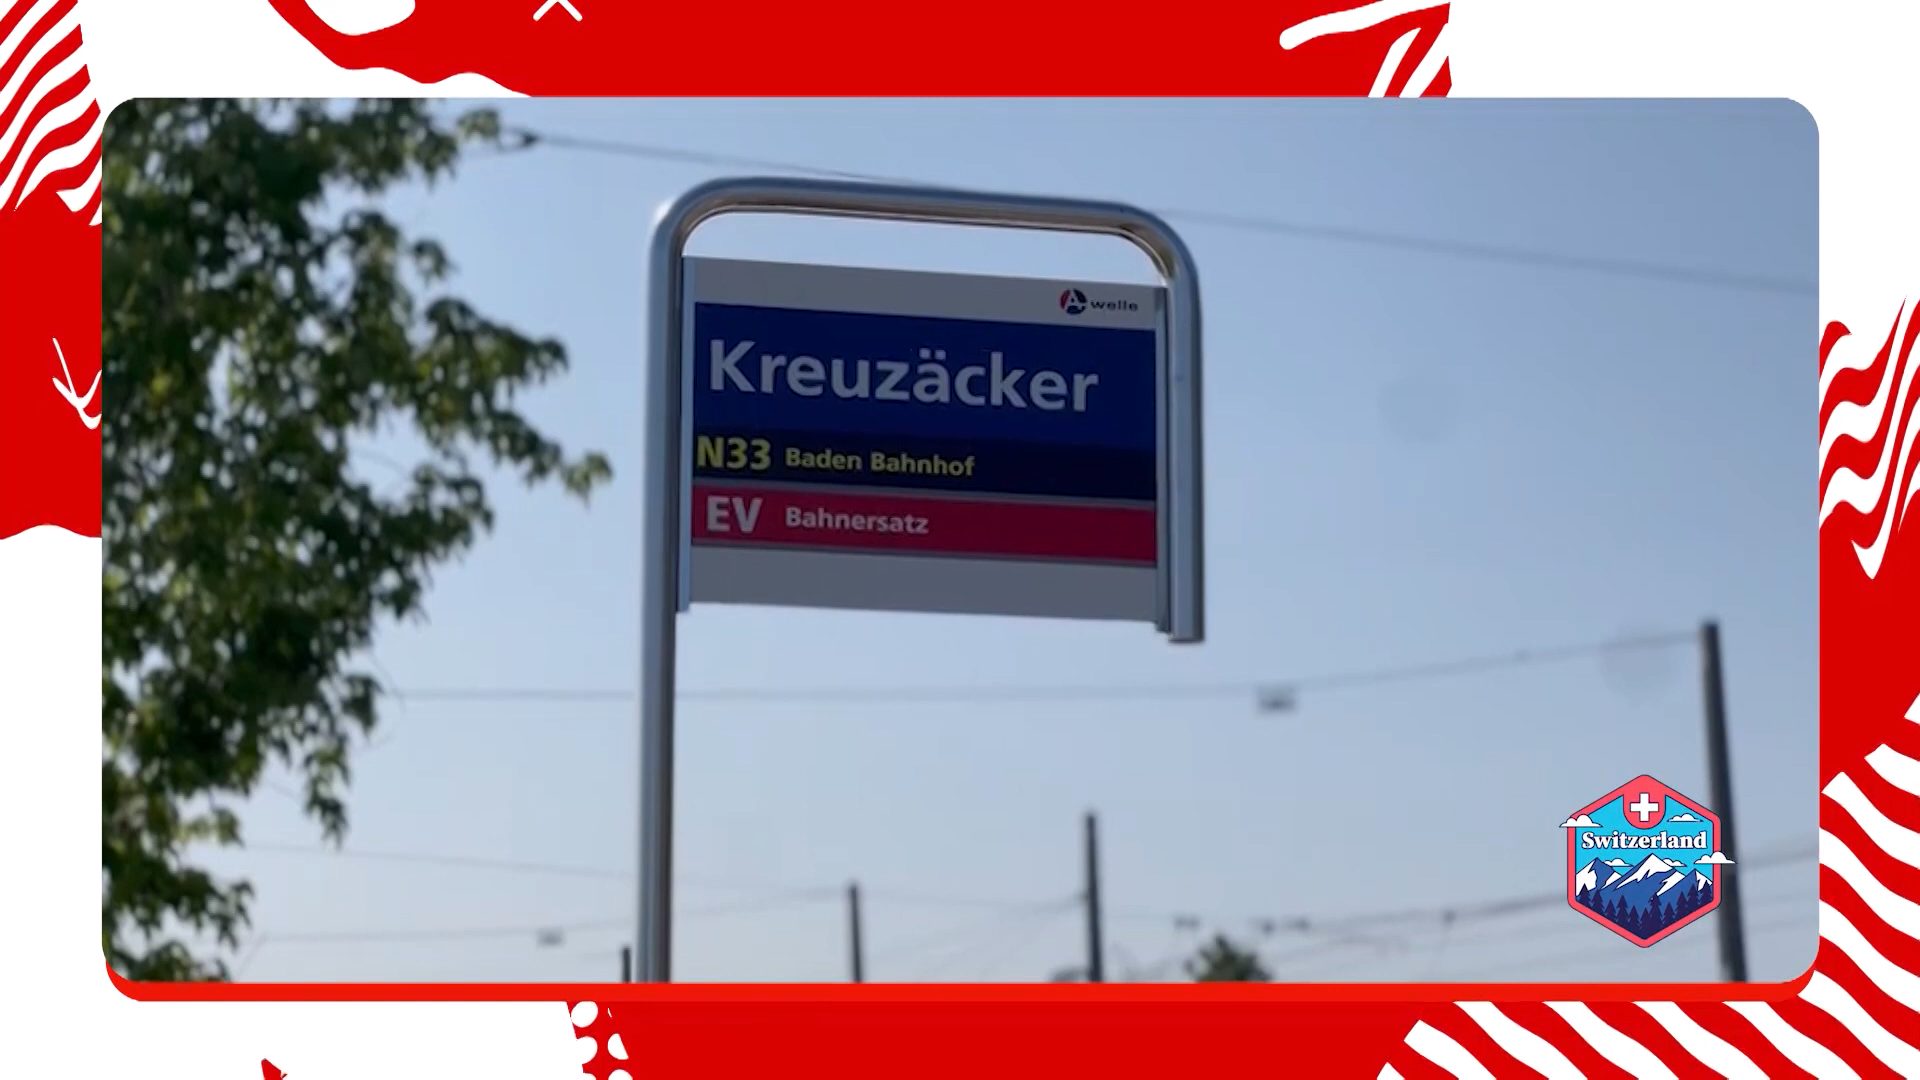 A welle
Kreuzäcker
N33 Baden Bahnhof
EV Bahnersatz
Switzerland